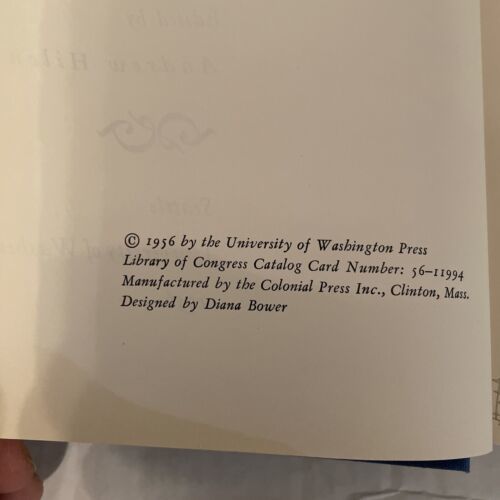 © 1956 by the University of Washington Press
Library of Congress Catalog Card Number: 56-11994
Manufactured by the Colonial Press Inc., Clinton, Mass.
Designed by Diana Bower